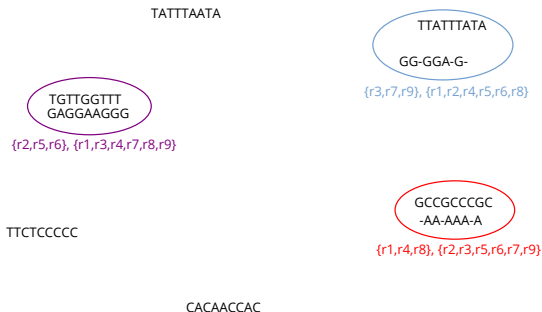 TATTTAATA
TTATTTATA
GG-GGA-G-
{r3,r7,r9}, {r1,r2,r4,r5,r6,r8}
TGTTGGTTT
GAGGAAGGG
{r2,r5,r6}, {r1,r3,r4,r7,r8,r9}
GCCGCCCGC
-AA-AAA-A
{r1,r4,r8}, {r2,r3,r5,r6,r7,r9}
TTCTCCCCC
CACAACCAC